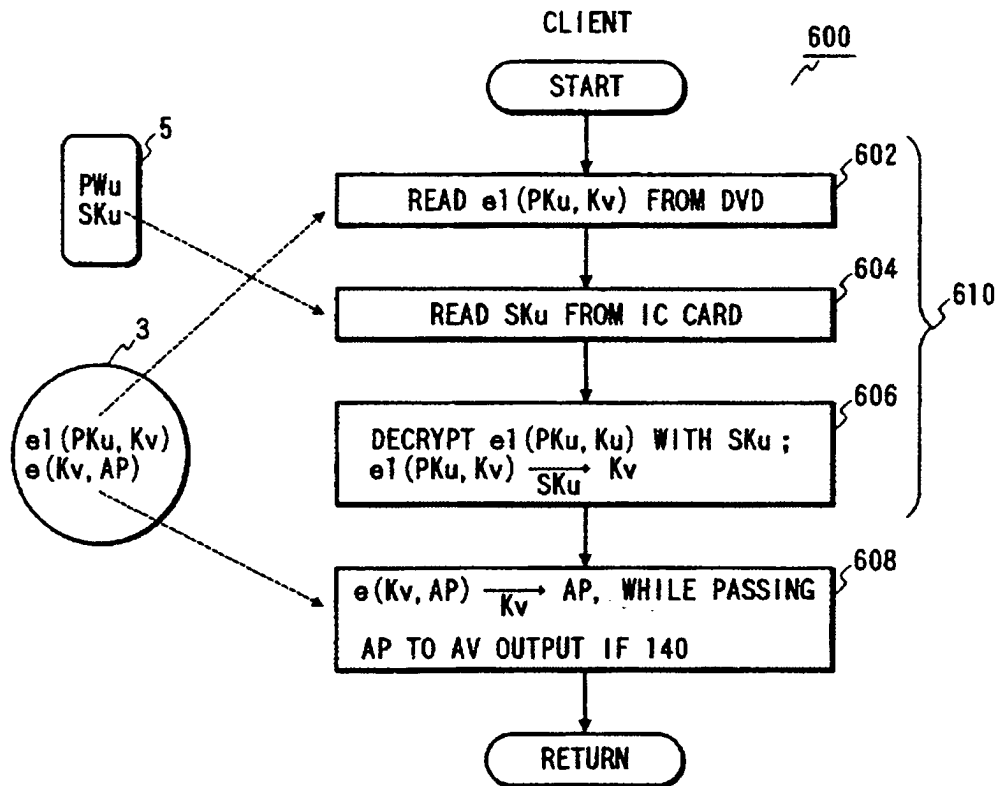 CLIENT
600
START
5
PWu
SKu
602
READ e1(PKu, Kv) FROM DVD
604
READ SKu FROM IC CARD
610
3
e1(PKu, Kv)
e(Kv, AP)
606
DECRYPT e1(PKu, Ku) WITH SKu ;
e1(PKu, Kv) → Kv
SKu
608
e(Kv, AP) → AP, WHILE PASSING
Kv
AP TO AV OUTPUT IF 140
RETURN